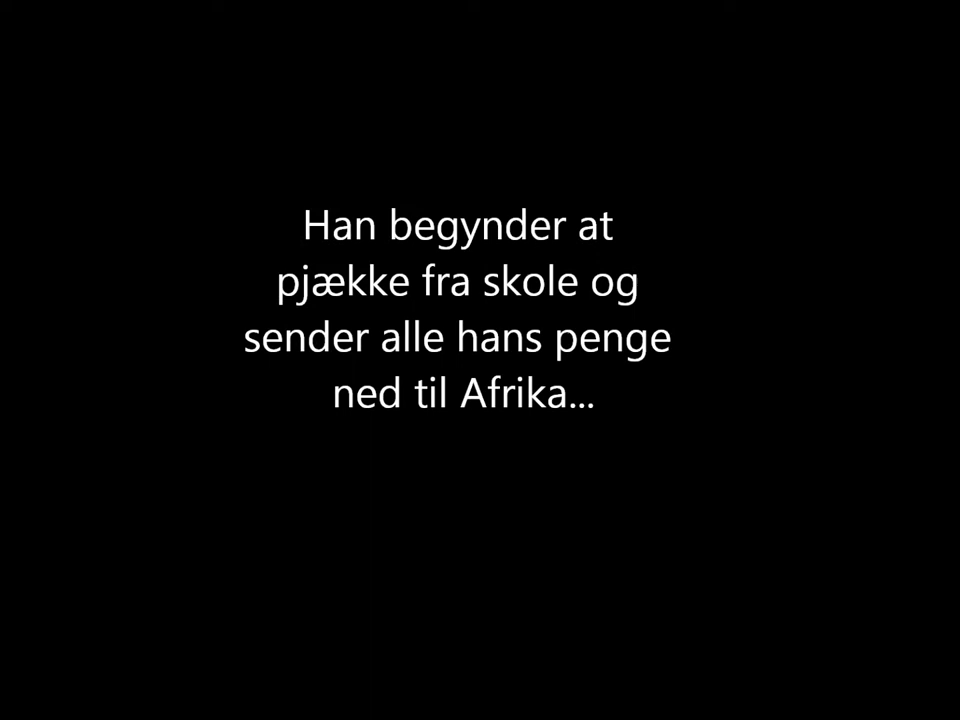 Han begynder at
pjække fra skole og
sender alle hans penge
ned til Afrika...